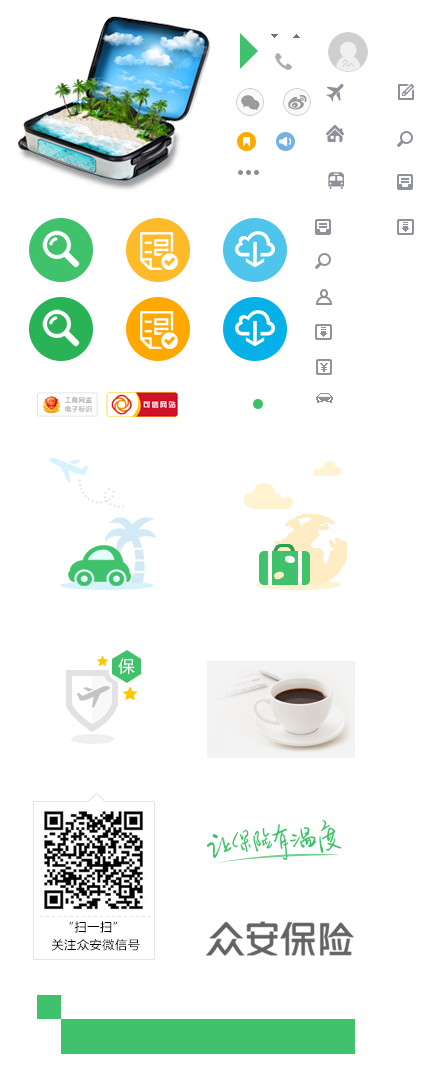 工商网监
电子标识
可信网站
保
“扫一扫”
关注众安微信号
让保险有温度
众安保险